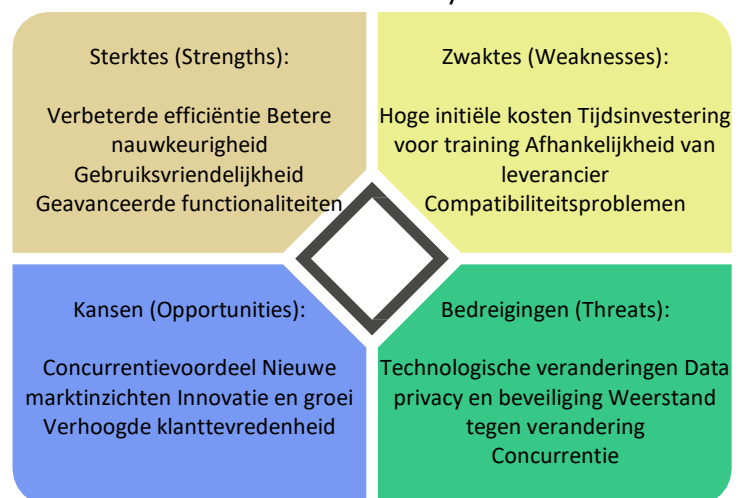 Sterktes (Strengths):
Verbeterde efficiëntie Betere
nauwkeurigheid
Gebruiksvriendelijkheid
Geavanceerde functionaliteiten
Zwaktes (Weaknesses):
Hoge initiële kosten Tijdsinvestering
voor training Afhankelijkheid van
leverancier
Compatibiliteitsproblemen
Kansen (Opportunities):
Concurrentievoordeel Nieuwe
marktinzichten Innovatie en groei
Verhoogde klanttevredenheid
Bedreigingen (Threats):
Technologische veranderingen Data
privacy en beveiliging Weerstand
tegen verandering
Concurrentie